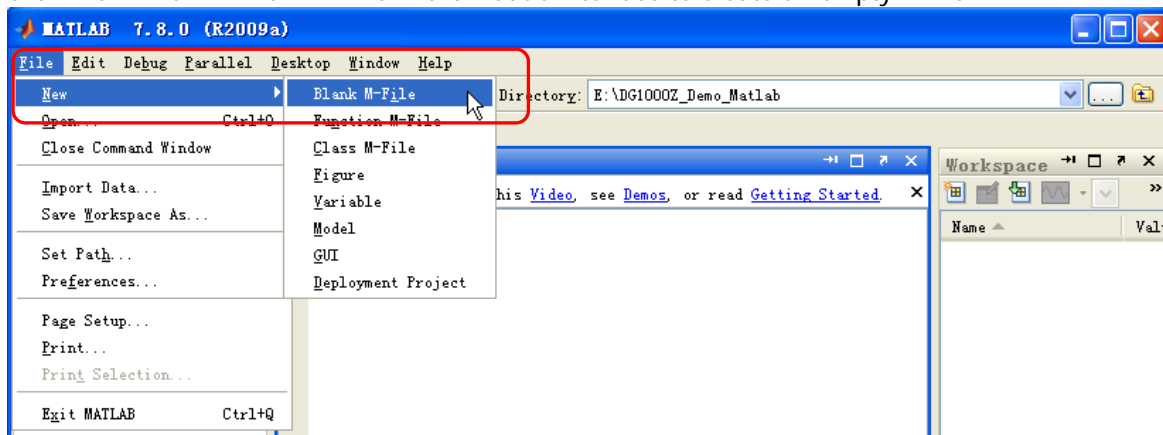 MATLAB 7.8.0 (R2009a)
File Edit Debug Parallel Desktop Window Help
New Blank M-File Directory: E:\DG1000Z_Demo_Matlab ...
Open... Ctrl+O Function M-File
Close Command Window Class M-File
Workspace
Import Data... Figure
his Video, see Demos, or read Getting Started.
Save Workspace As... Variable
Name Val
Model
Set Path... GUI
Preferences... Deployment Project
Page Setup...
Print...
Print Selection...
Exit MATLAB Ctrl+Q